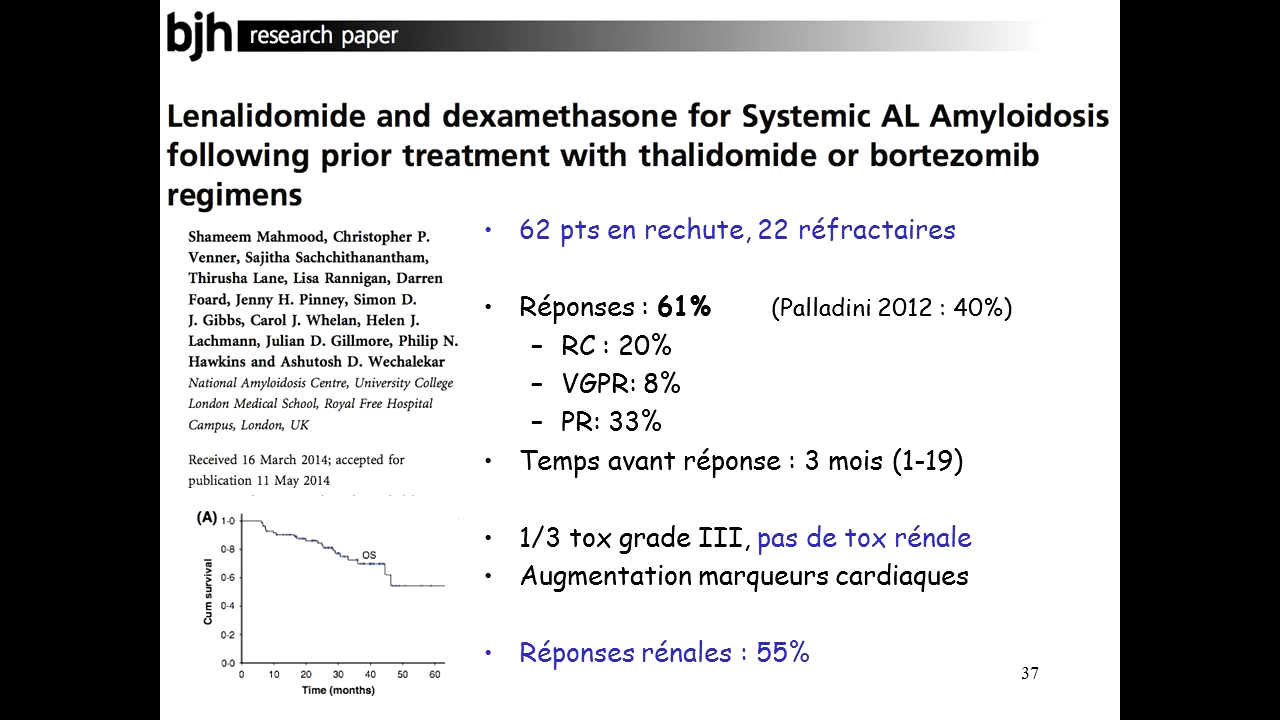 bjh research paper
Lenalidomide and dexamethasone for Systemic AL Amyloidosis
following prior treatment with thalidomide or bortezomib
regimens
Shameem Mahmood, Christopher P.
Venner, Sajitha Sachchithanantham,
Thirusha Lane, Lisa Rannigan, Darren
Foard, Jenny H. Pinney, Simon D.
J. Gibbs, Carol J. Whelan, Helen J.
Lachmann, Julian D. Gillmore, Philip N.
Hawkins and Ashutosh D. Wechalekar
National Amyloidosis Centre, University College
London Medical School, Royal Free Hospital
Campus, London, UK
Received 16 March 2014; accepted for
publication 11 May 2014
• 62 pts en rechute, 22 réfractaires
• Réponses : 61% (Palladini 2012 : 40%)
– RC : 20%
– VGPR: 8%
– PR: 33%
• Temps avant réponse : 3 mois (1-19)
• 1/3 tox grade III, pas de tox rénale
• Augmentation marqueurs cardiaques
• Réponses rénales : 55%
(A)
1·0
0·8
0·6
0·4
0·2
0·0
Cum survival
OS
0 10 20 30 40 50 60
Time (months)
37